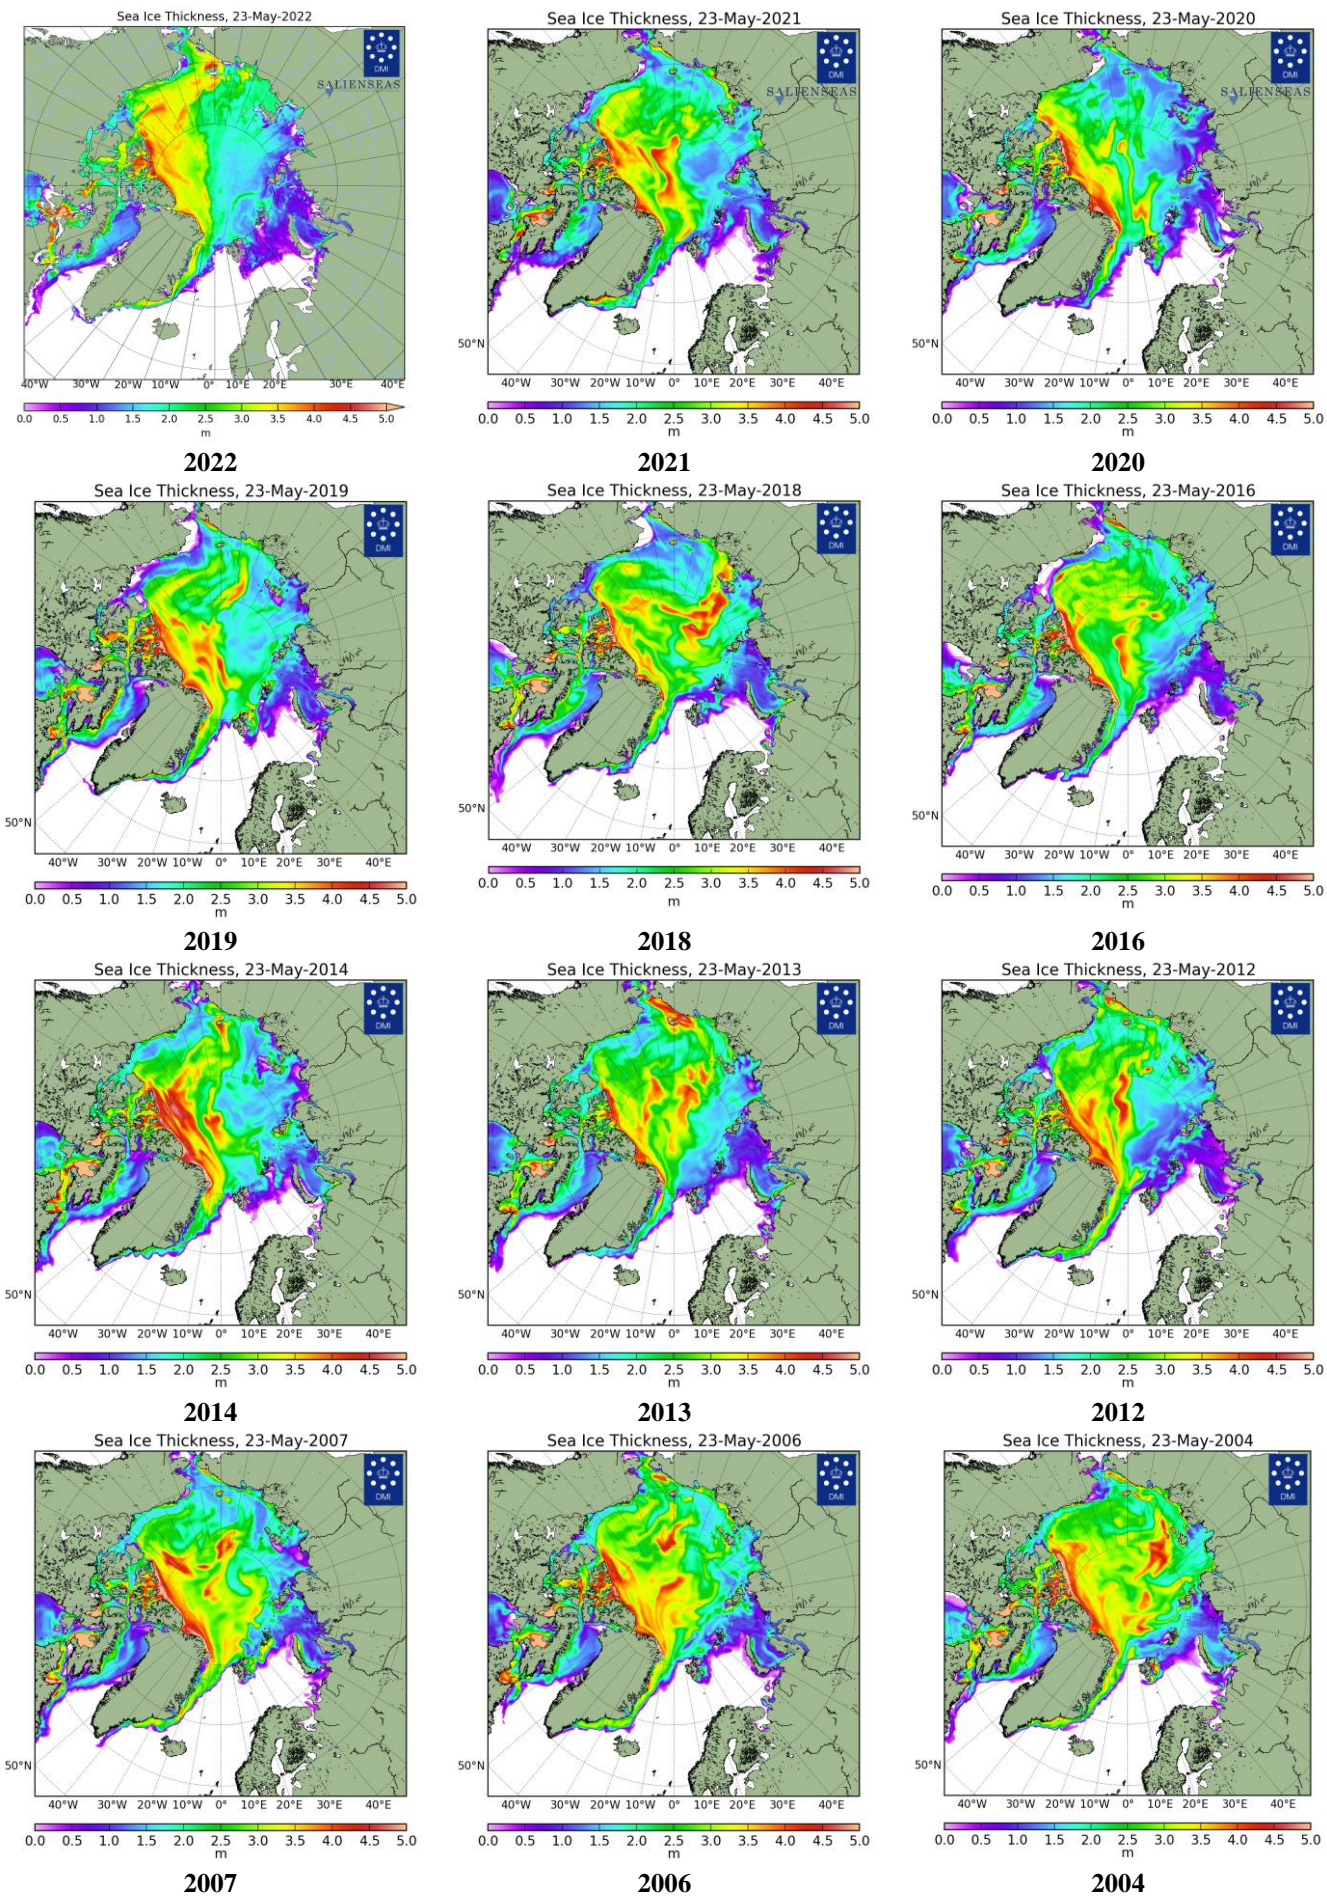 Sea Ice Thickness, 23-May-2022
DMI
SALIENSEAS
40°W 30°W 20°W 10°W 0° 10°E 20°E 30°E 40°E
0.0 0.5 1.0 1.5 2.0 2.5 3.0 3.5 4.0 4.5 5.0
m
2022
Sea Ice Thickness, 23-May-2021
DMI
SALIENSEAS
50°N
40°W 30°W 20°W 10°W 0° 10°E 20°E 30°E 40°E
0.0 0.5 1.0 1.5 2.0 2.5 3.0 3.5 4.0 4.5 5.0
m
2021
Sea Ice Thickness, 23-May-2020
DMI
SALIENSEAS
50°N
40°W 30°W 20°W 10°W 0° 10°E 20°E 30°E 40°E
0.0 0.5 1.0 1.5 2.0 2.5 3.0 3.5 4.0 4.5 5.0
m
2020
Sea Ice Thickness, 23-May-2019
DMI
50°N
40°W 30°W 20°W 10°W 0° 10°E 20°E 30°E 40°E
0.0 0.5 1.0 1.5 2.0 2.5 3.0 3.5 4.0 4.5 5.0
m
2019
Sea Ice Thickness, 23-May-2018
DMI
50°N
40°W 30°W 20°W 10°W 0° 10°E 20°E 30°E 40°E
0.0 0.5 1.0 1.5 2.0 2.5 3.0 3.5 4.0 4.5 5.0
m
2018
Sea Ice Thickness, 23-May-2016
DMI
50°N
40°W 30°W 20°W 10°W 0° 10°E 20°E 30°E 40°E
0.0 0.5 1.0 1.5 2.0 2.5 3.0 3.5 4.0 4.5 5.0
m
2016
Sea Ice Thickness, 23-May-2014
DMI
50°N
40°W 30°W 20°W 10°W 0° 10°E 20°E 30°E 40°E
0.0 0.5 1.0 1.5 2.0 2.5 3.0 3.5 4.0 4.5 5.0
m
2014
Sea Ice Thickness, 23-May-2013
DMI
50°N
40°W 30°W 20°W 10°W 0° 10°E 20°E 30°E 40°E
0.0 0.5 1.0 1.5 2.0 2.5 3.0 3.5 4.0 4.5 5.0
m
2013
Sea Ice Thickness, 23-May-2012
DMI
50°N
40°W 30°W 20°W 10°W 0° 10°E 20°E 30°E 40°E
0.0 0.5 1.0 1.5 2.0 2.5 3.0 3.5 4.0 4.5 5.0
m
2012
Sea Ice Thickness, 23-May-2007
DMI
50°N
40°W 30°W 20°W 10°W 0° 10°E 20°E 30°E 40°E
0.0 0.5 1.0 1.5 2.0 2.5 3.0 3.5 4.0 4.5 5.0
m
2007
Sea Ice Thickness, 23-May-2006
DMI
50°N
40°W 30°W 20°W 10°W 0° 10°E 20°E 30°E 40°E
0.0 0.5 1.0 1.5 2.0 2.5 3.0 3.5 4.0 4.5 5.0
m
2006
Sea Ice Thickness, 23-May-2004
DMI
50°N
40°W 30°W 20°W 10°W 0° 10°E 20°E 30°E 40°E
0.0 0.5 1.0 1.5 2.0 2.5 3.0 3.5 4.0 4.5 5.0
m
2004